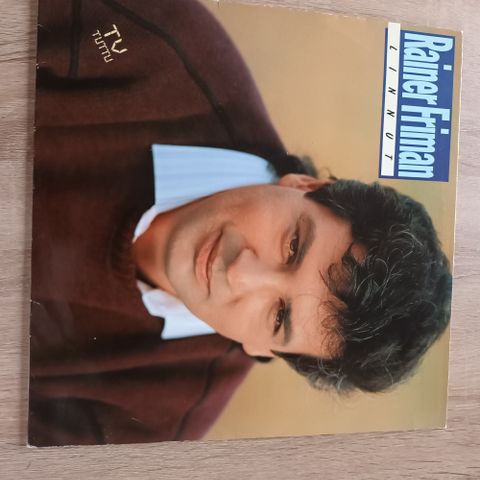 Rainer Friman
LINNUT
TV
TUTTU